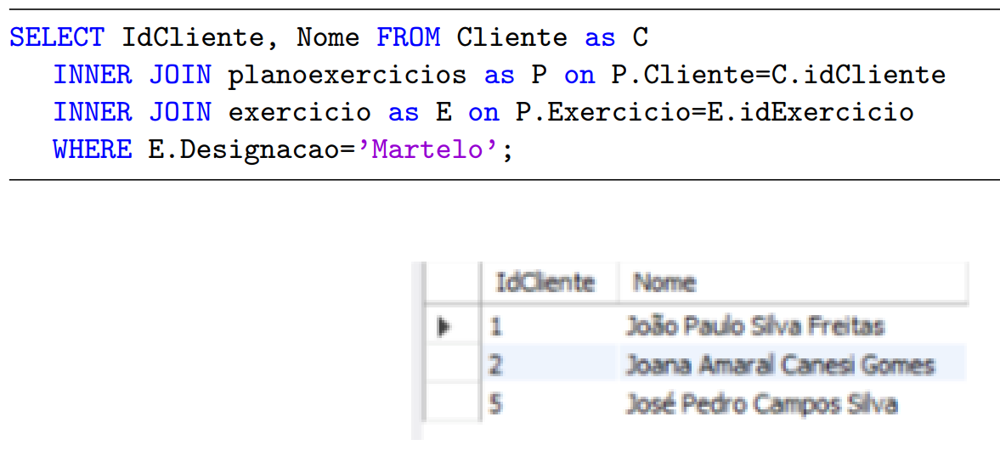 SELECT IdCliente, Nome FROM Cliente as C
INNER JOIN planoexercicios as P on P.Cliente=C.idCliente
INNER JOIN exercicio as E on P.Exercicio=E.idExercicio
WHERE E.Designacao=’Martelo’;
IdCliente Nome
1 João Paulo Silva Freitas
2 Joana Amaral Canesi Gomes
5 José Pedro Campos Silva